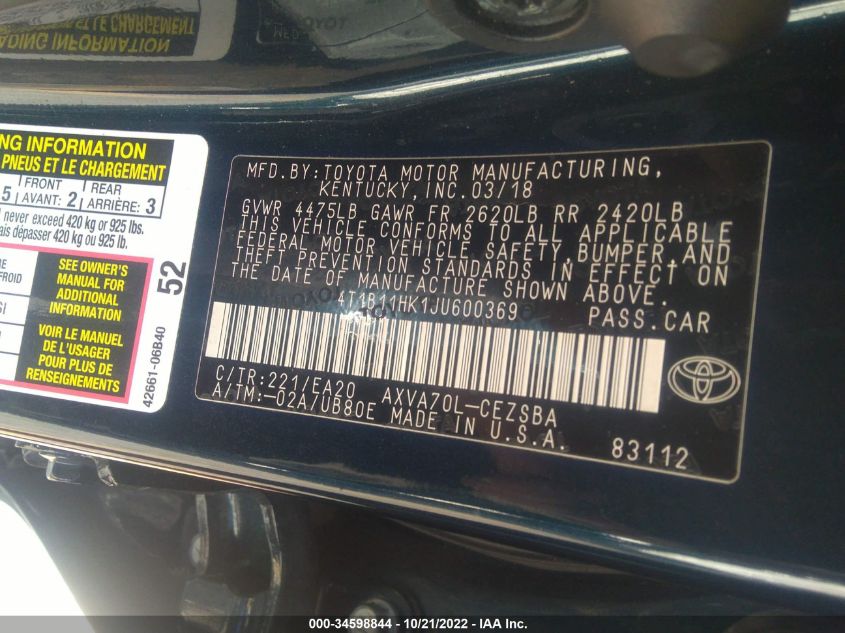 NG INFORMATION
PNEUS ET LE CHARGEMENT
5 FRONT AVANT: 2 REAR ARRIÈRE: 3
never exceed 420 kg or 925 lbs.
ais dépasser 420 kg ou 925 lb.
SEE OWNER'S
MANUAL FOR
ADDITIONAL
INFORMATION
VOIR LE MANUEL
DE L'USAGER
POUR PLUS DE
RENSEIGNEMENTS
52
42661-06B40
MFD.BY:TOYOTA MOTOR MANUFACTURING,
KENTUCKY,INC.03/18
GVWR 4475LB GAWR FR 2620LB RR 2420LB
THIS VEHICLE CONFORMS TO ALL APPLICABLE
FEDERAL MOTOR VEHICLE SAFETY,BUMPER,AND
THEFT PREVENTION STANDARDS IN EFFECT ON
THE DATE OF MANUFACTURE SHOWN ABOVE.
4T1B11HK1JU600369 PASS.CAR
C/TR:221/EA20 AXVA70L-CEZSBA
A/TM:-02A/UB80E MADE IN U.S.A.
83112
000-34598844 / 10/21/2022 - IAA Inc.